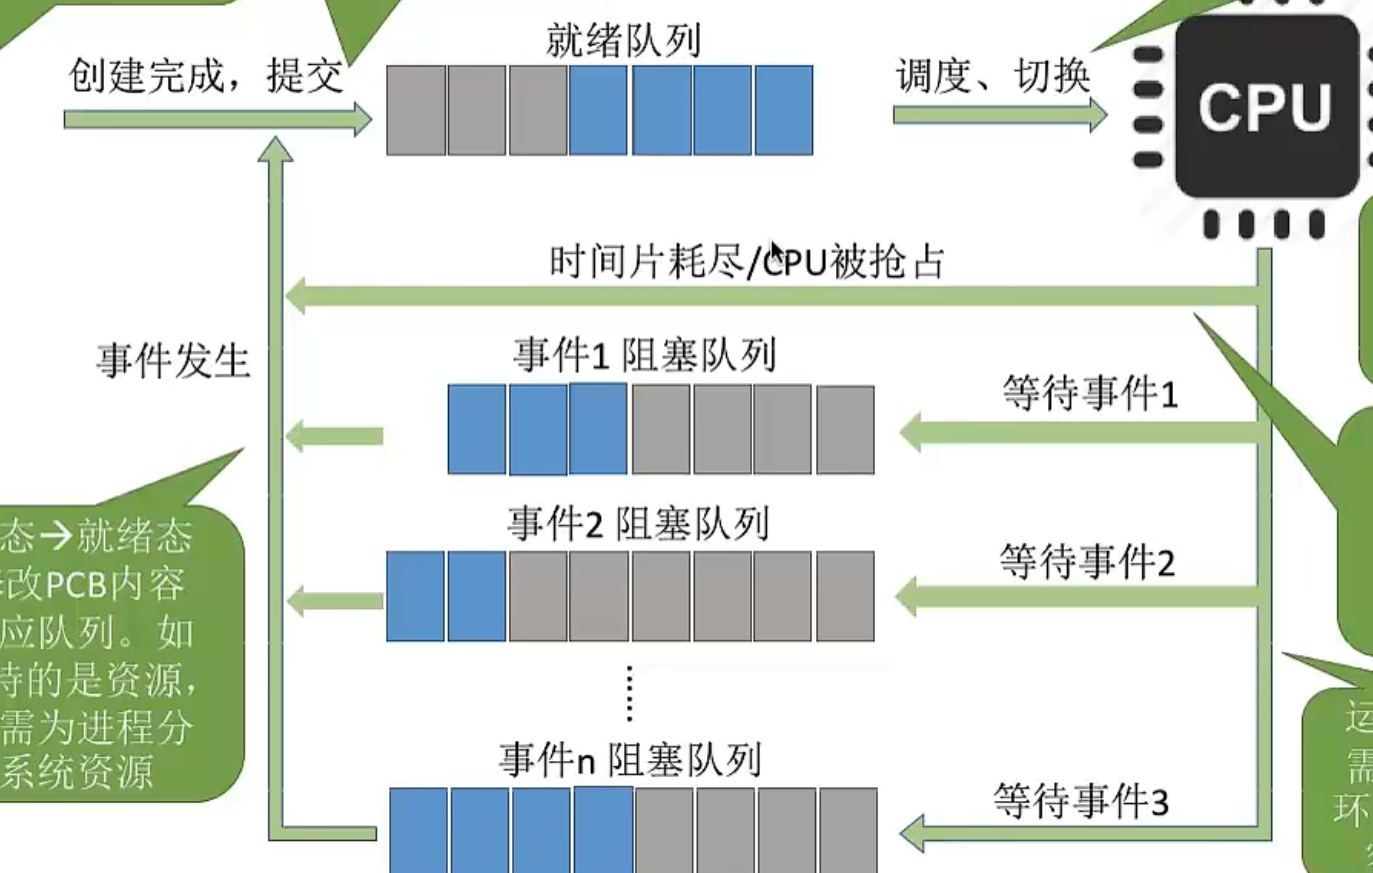 就绪队列
创建完成，提交
调度、切换
CPU
时间片耗尽/CPU被抢占
事件发生
事件1 阻塞队列
等待事件1
事件2 阻塞队列
等待事件2
态→就绪态
改PCB内容
应队列。如
待的是资源，
需为进程分
系统资源
事件n 阻塞队列
等待事件3
运
需
环